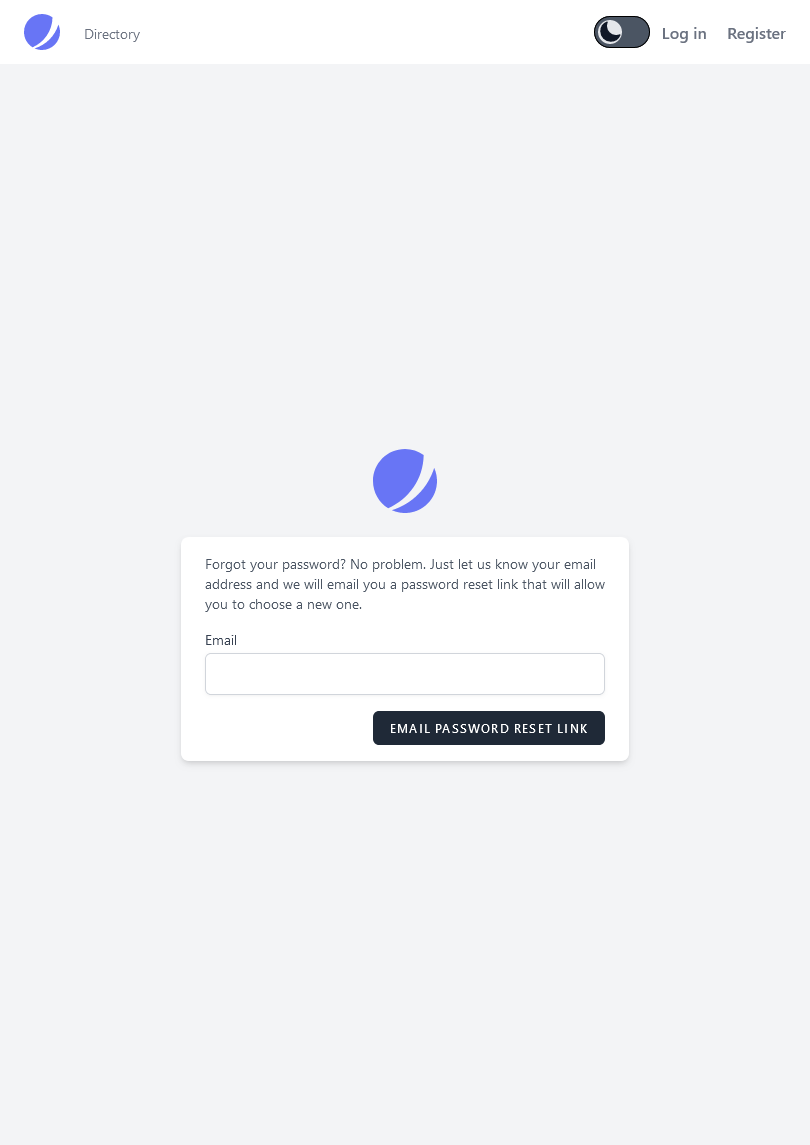 Directory
Log in
Register
Forgot your password? No problem. Just let us know your email
address and we will email you a password reset link that will allow
you to choose a new one.
Email
EMAIL PASSWORD RESET LINK